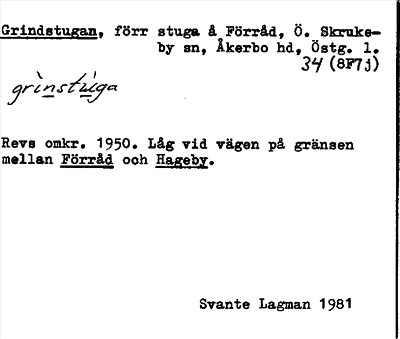 Grindstugan, förr stuga å Förråd, Ö. Skruke-
by sn, Åkerbo hd, Östg. l.
34 (8F7j)
grìnstùga
Revs omkr. 1950. Låg vid vägen på gränsen
mellan Förråd och Hageby.
Svante Lagman 1981